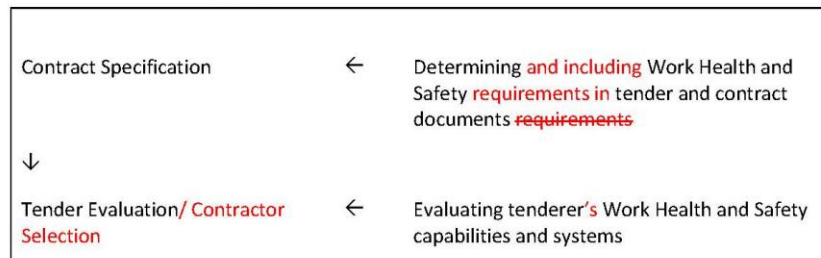 Contract Specification ← Determining and including Work Health and
Safety requirements in tender and contract
documents ~~requirements~~
↓
Tender Evaluation/ Contractor ← Evaluating tenderer's Work Health and Safety
Selection capabilities and systems